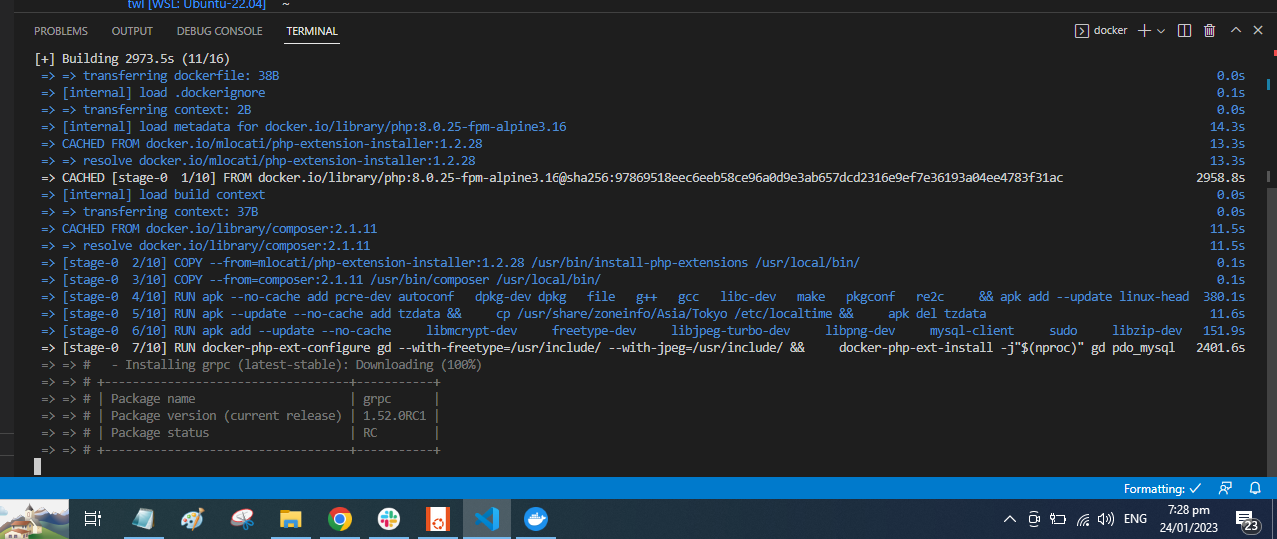 twl [WSL: Ubuntu-22.04] ~
PROBLEMS OUTPUT DEBUG CONSOLE TERMINAL docker
[+] Building 2973.5s (11/16)
=> => transferring dockerfile: 38B 0.0s
=> [internal] load .dockerignore 0.1s
=> => transferring context: 2B 0.0s
=> [internal] load metadata for docker.io/library/php:8.0.25-fpm-alpine3.16 14.3s
=> CACHED FROM docker.io/mlocati/php-extension-installer:1.2.28 13.3s
=> => resolve docker.io/mlocati/php-extension-installer:1.2.28 13.3s
=> CACHED [stage-0 1/10] FROM docker.io/library/php:8.0.25-fpm-alpine3.16@sha256:97869518eec6eeb58ce96a0d9e3ab657dcd2316e9ef7e36193a04ee4783f31ac 2958.8s
=> [internal] load build context 0.0s
=> => transferring context: 37B 0.0s
=> CACHED FROM docker.io/library/composer:2.1.11 11.5s
=> => resolve docker.io/library/composer:2.1.11 11.5s
=> [stage-0 2/10] COPY --from=mlocati/php-extension-installer:1.2.28 /usr/bin/install-php-extensions /usr/local/bin/ 0.1s
=> [stage-0 3/10] COPY --from=composer:2.1.11 /usr/bin/composer /usr/local/bin/ 0.1s
=> [stage-0 4/10] RUN apk --no-cache add pcre-dev autoconf dpkg-dev dpkg file g++ gcc libc-dev make pkgconf re2c && apk add --update linux-head 380.1s
=> [stage-0 5/10] RUN apk --update --no-cache add tzdata && cp /usr/share/zoneinfo/Asia/Tokyo /etc/localtime && apk del tzdata 11.6s
=> [stage-0 6/10] RUN apk add --update --no-cache libmcrypt-dev freetype-dev libjpeg-turbo-dev libpng-dev mysql-client sudo libzip-dev 151.9s
=> [stage-0 7/10] RUN docker-php-ext-configure gd --with-freetype=/usr/include/ --with-jpeg=/usr/include/ && docker-php-ext-install -j"$(nproc)" gd pdo_mysql 2401.6s
=> => # - Installing grpc (latest-stable): Downloading (100%)
=> => # +-----------------------------------+-----------+
=> => # | Package name | grpc |
=> => # | Package version (current release) | 1.52.0RC1 |
=> => # | Package status | RC |
=> => # +-----------------------------------+-----------+
Formatting: ✓
ENG
7:28 pm
24/01/2023
23